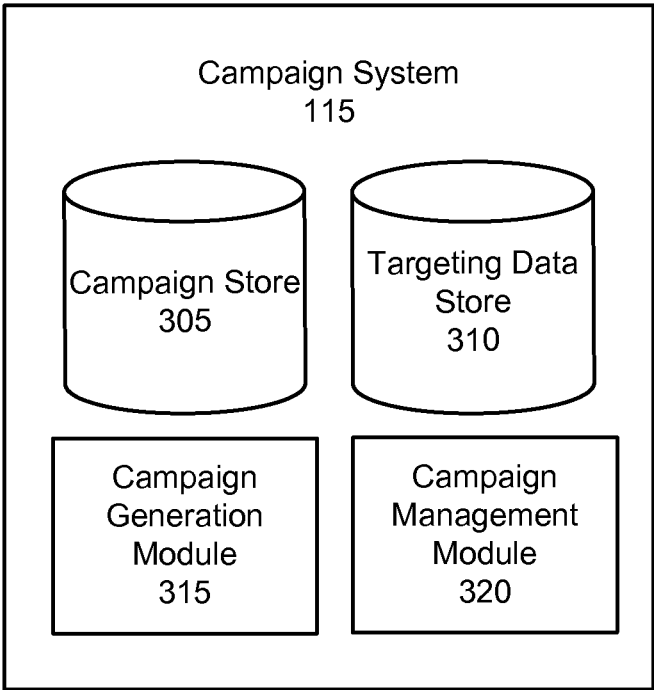 Campaign System
115
Campaign Store
305
Targeting Data
Store
310
Campaign
Generation
Module
315
Campaign
Management
Module
320